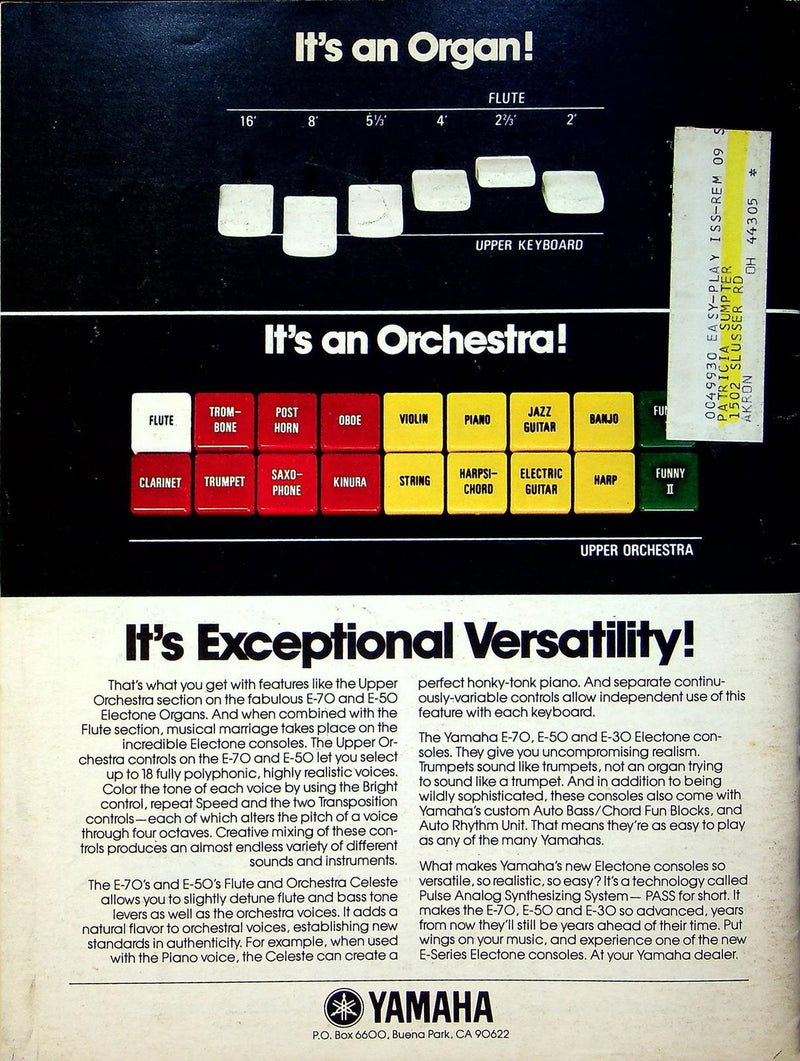 It's an Organ!
FLUTE
16' 8' 5⅓' 4' 2⅔' 2'
UPPER KEYBOARD
0049930 EASY-PLAY ISS-REM 09
PATRICIA SUMPTER
1502 SLUSSER RD
AKRON OH 44305 *
It's an Orchestra!
FLUTE TROM- POST OBOE VIOLIN PIANO JAZZ BANJO
BONE HORN GUITAR
CLARINET TRUMPET SAXO- KINURA STRING HARPSI- ELECTRIC HARP FUNNY
PHONE CHORD GUITAR II
UPPER ORCHESTRA
It's Exceptional Versatility!
That's what you get with features like the Upper
Orchestra section on the fabulous E-70 and E-50
Electone Organs. And when combined with the
Flute section, musical marriage takes place on the
incredible Electone consoles. The Upper Or-
chestra controls on the E-70 and E-50 let you select
up to 18 fully polyphonic, highly realistic voices.
Color the tone of each voice by using the Bright
control, repeat Speed and the two Transposition
controls—each of which alters the pitch of a voice
through four octaves. Creative mixing of these con-
trols produces an almost endless variety of different
sounds and instruments.
The E-70's and E-50's Flute and Orchestra Celeste
allows you to slightly detune flute and bass tone
levers as well as the orchestra voices. It adds a
natural flavor to orchestral voices, establishing new
standards in authenticity. For example, when used
with the Piano voice, the Celeste can create a
perfect honky-tonk piano. And separate continu-
ously-variable controls allow independent use of this
feature with each keyboard.
The Yamaha E-70, E-50 and E-30 Electone con-
soles. They give you uncompromising realism.
Trumpets sound like trumpets, not an organ trying
to sound like a trumpet. And in addition to being
wildly sophisticated, these consoles also come with
Yamaha's custom Auto Bass/Chord Fun Blocks, and
Auto Rhythm Unit. That means they're as easy to play
as any of the many Yamahas.
What makes Yamaha's new Electone consoles so
versatile, so realistic, so easy? It's a technology called
Pulse Analog Synthesizing System— PASS for short. It
makes the E-70, E-50 and E-30 so advanced, years
from now they'll still be years ahead of their time. Put
wings on your music, and experience one of the new
E-Series Electone consoles. At your Yamaha dealer.
YAMAHA
P.O. Box 6600, Buena Park, CA 90622